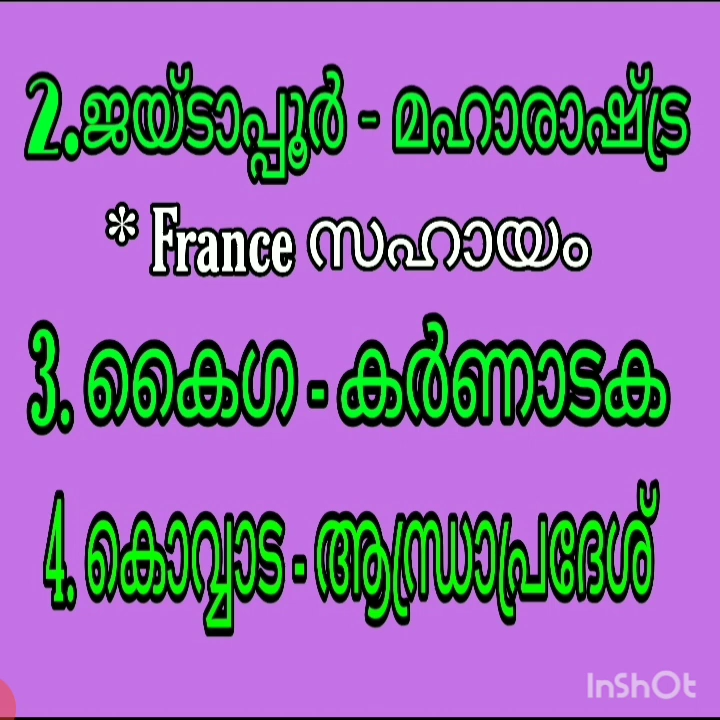 2.ജയ്ടാപ്പൂർ - മഹാരാഷ്ട്ര
* France സഹായം
3. കൈഗ - കർണാടക
4. കൊവ്വാട - ആന്ധ്രാപ്രദേശ്
InShOt